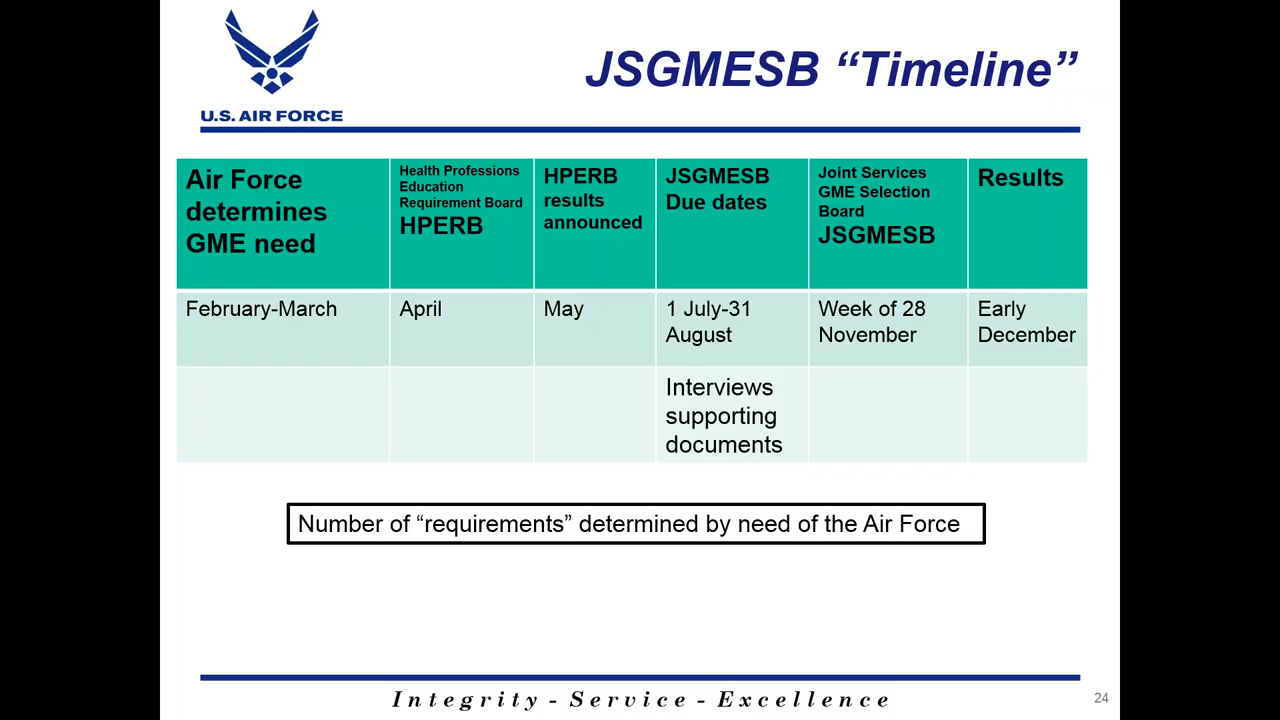 U.S. AIR FORCE
JSGMESB “Timeline”
Air Force
determines
GME need
Health Professions
Education
Requirement Board
HPERB
HPERB
results
announced
JSGMESB
Due dates
Joint Services
GME Selection
Board
JSGMESB
Results
February-March
April
May
1 July-31
August
Week of 28
November
Early
December
Interviews
supporting
documents
Number of “requirements” determined by need of the Air Force
Integrity - Service - Excellence
24